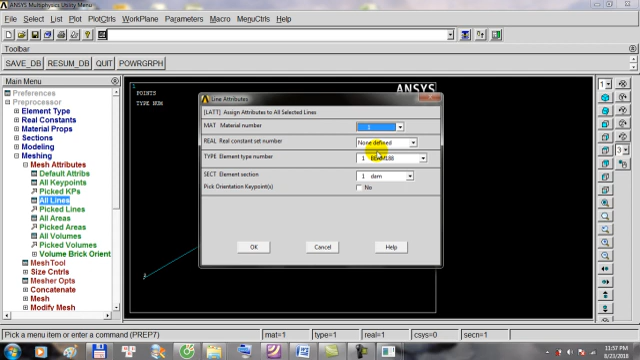 ANSYS Multiphysics Utility Menu
File Select List Plot PlotCtrls WorkPlane Parameters Macro MenuCtrls Help
Toolbar
SAVE_DB RESUM_DB QUIT POWRGRPH
Main Menu
Preferences
Preprocessor
Element Type
Real Constants
Material Props
Sections
Modeling
Meshing
Mesh Attributes
Default Attribs
All Keypoints
Picked KPs
All Lines
Picked Lines
All Areas
Picked Areas
All Volumes
Picked Volumes
Volume Brick Orient
MeshTool
Size Cntrls
Mesher Opts
Concatenate
Mesh
Modify Mesh
1
POINTS
TYPE NUM
ANSYS
Line Attributes
[LATT] Assign Attributes to All Selected Lines
MAT Material number
1
REAL Real constant set number
None defined
TYPE Element type number
1 BEAM188
SECT Element section
1 dam
Pick Orientation Keypoint(s)
No
OK Cancel Help
1
3
Pick a menu item or enter a command (PREP7)
mat=1 type=1 real=1 csys=0 secn=1
11:57 PM
8/23/2010